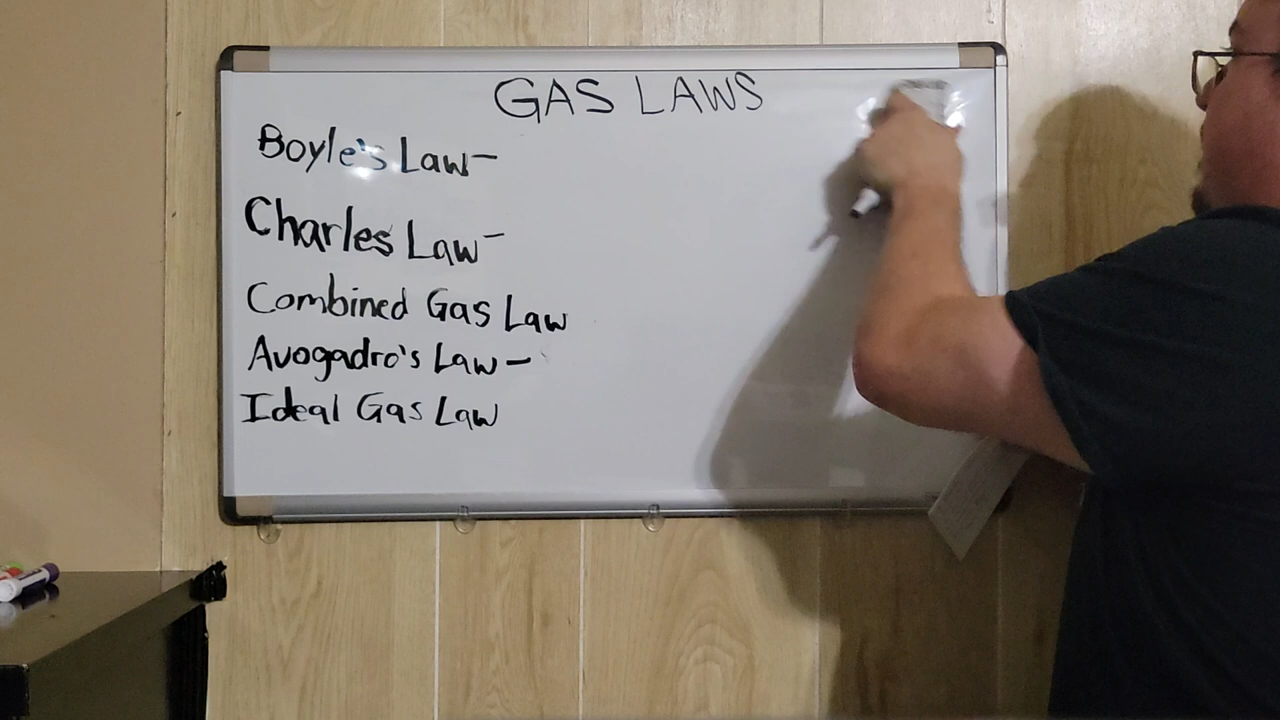 GAS LAWS
Boyle's Law-
Charles Law-
Combined Gas Law
Avogadro's Law-
Ideal Gas Law